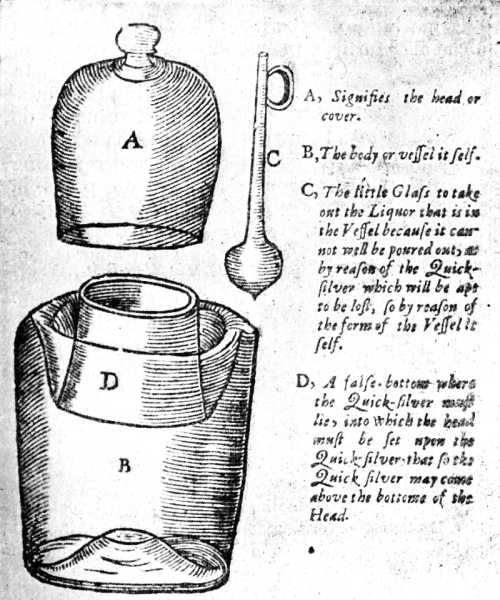 A
C
D
B
A, Signifies the head or
cover.
B, The body or veſſel it ſelf.
C, The little Glaſs to take
out the Liquor that is in
the Veſſel becauſe it can
not well be poured out, as
by reaſon of the Quick-
ſilver which will be apt
to be loſt, ſo by reaſon of
the form of the Veſſel it
ſelf.
D, A falſe-bottom where
the Quick-ſilver muſt
lie, into which the head
muſt be ſet upon the
Quick-ſilver that ſo the
Quick ſilver may come
above the bottome of the
Head.